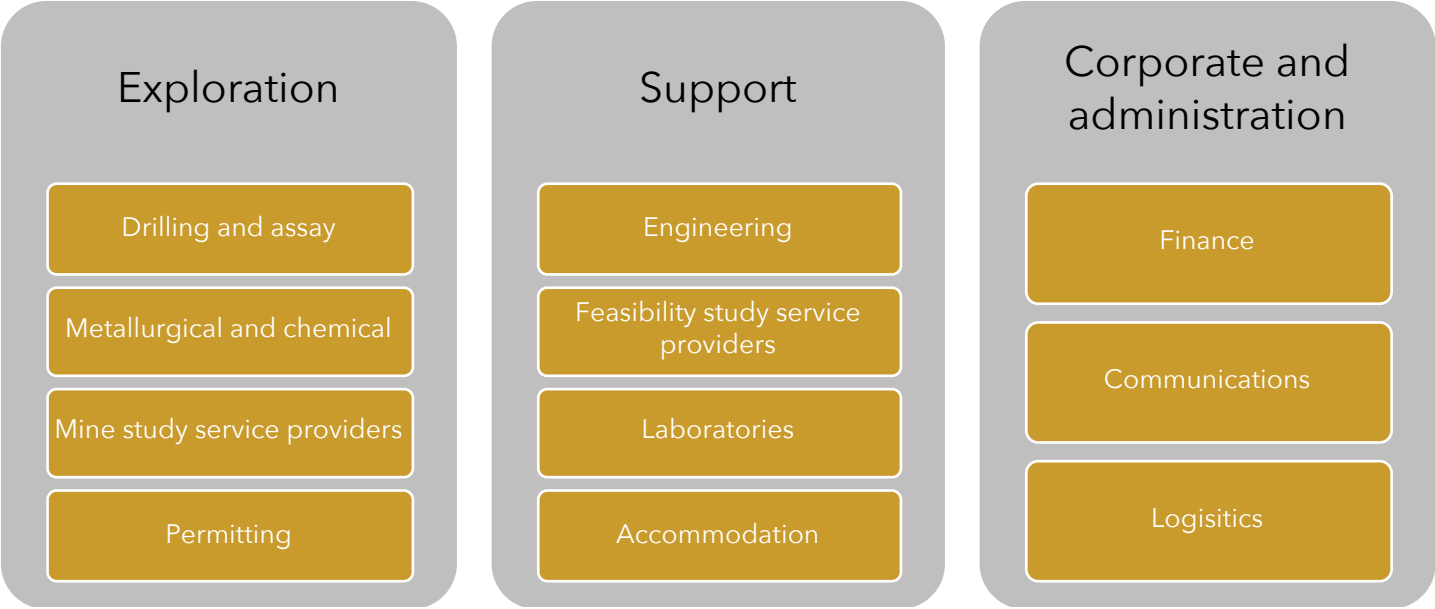 Exploration
Drilling and assay
Metallurgical and chemical
Mine study service providers
Permitting
Support
Engineering
Feasibility study service
providers
Laboratories
Accommodation
Corporate and
administration
Finance
Communications
Logisitics